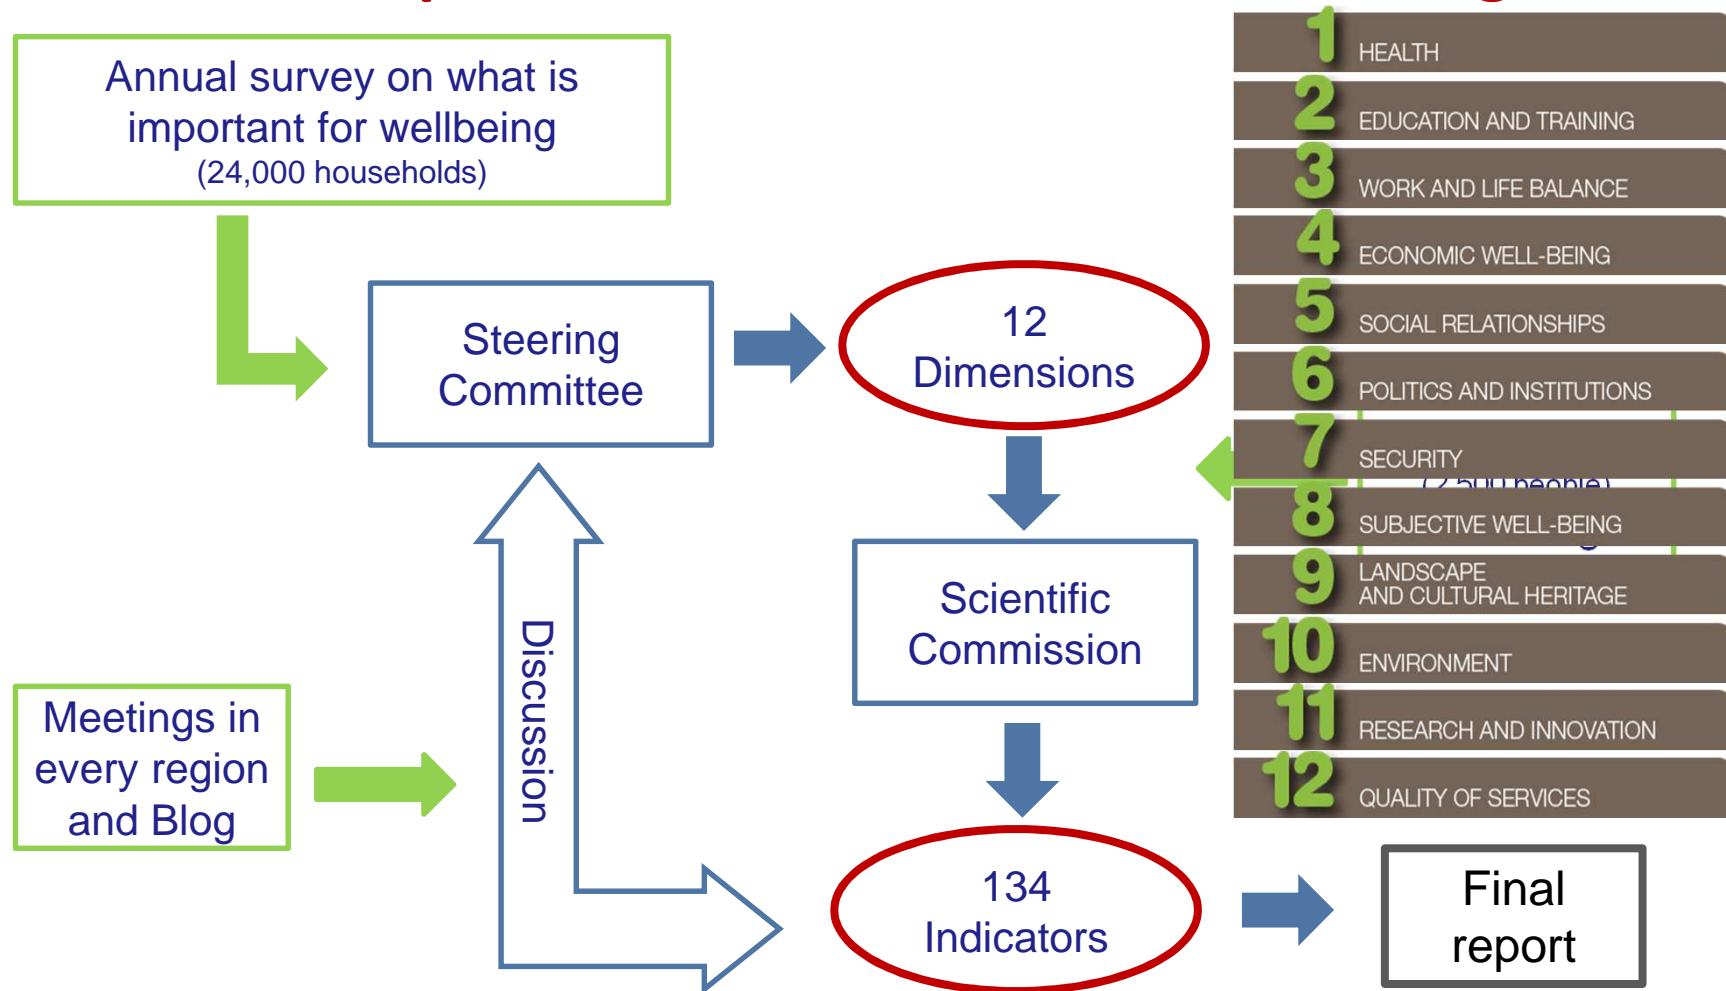 Annual survey on what is
important for wellbeing
(24,000 households)
Steering
Committee
12
Dimensions
Scientific
Commission
Discussion
Meetings in
every region
and Blog
134
Indicators
Final
report
1 HEALTH
2 EDUCATION AND TRAINING
3 WORK AND LIFE BALANCE
4 ECONOMIC WELL-BEING
5 SOCIAL RELATIONSHIPS
6 POLITICS AND INSTITUTIONS
7 SECURITY
(2,500 people)
8 SUBJECTIVE WELL-BEING
9 LANDSCAPE
AND CULTURAL HERITAGE
10 ENVIRONMENT
11 RESEARCH AND INNOVATION
12 QUALITY OF SERVICES